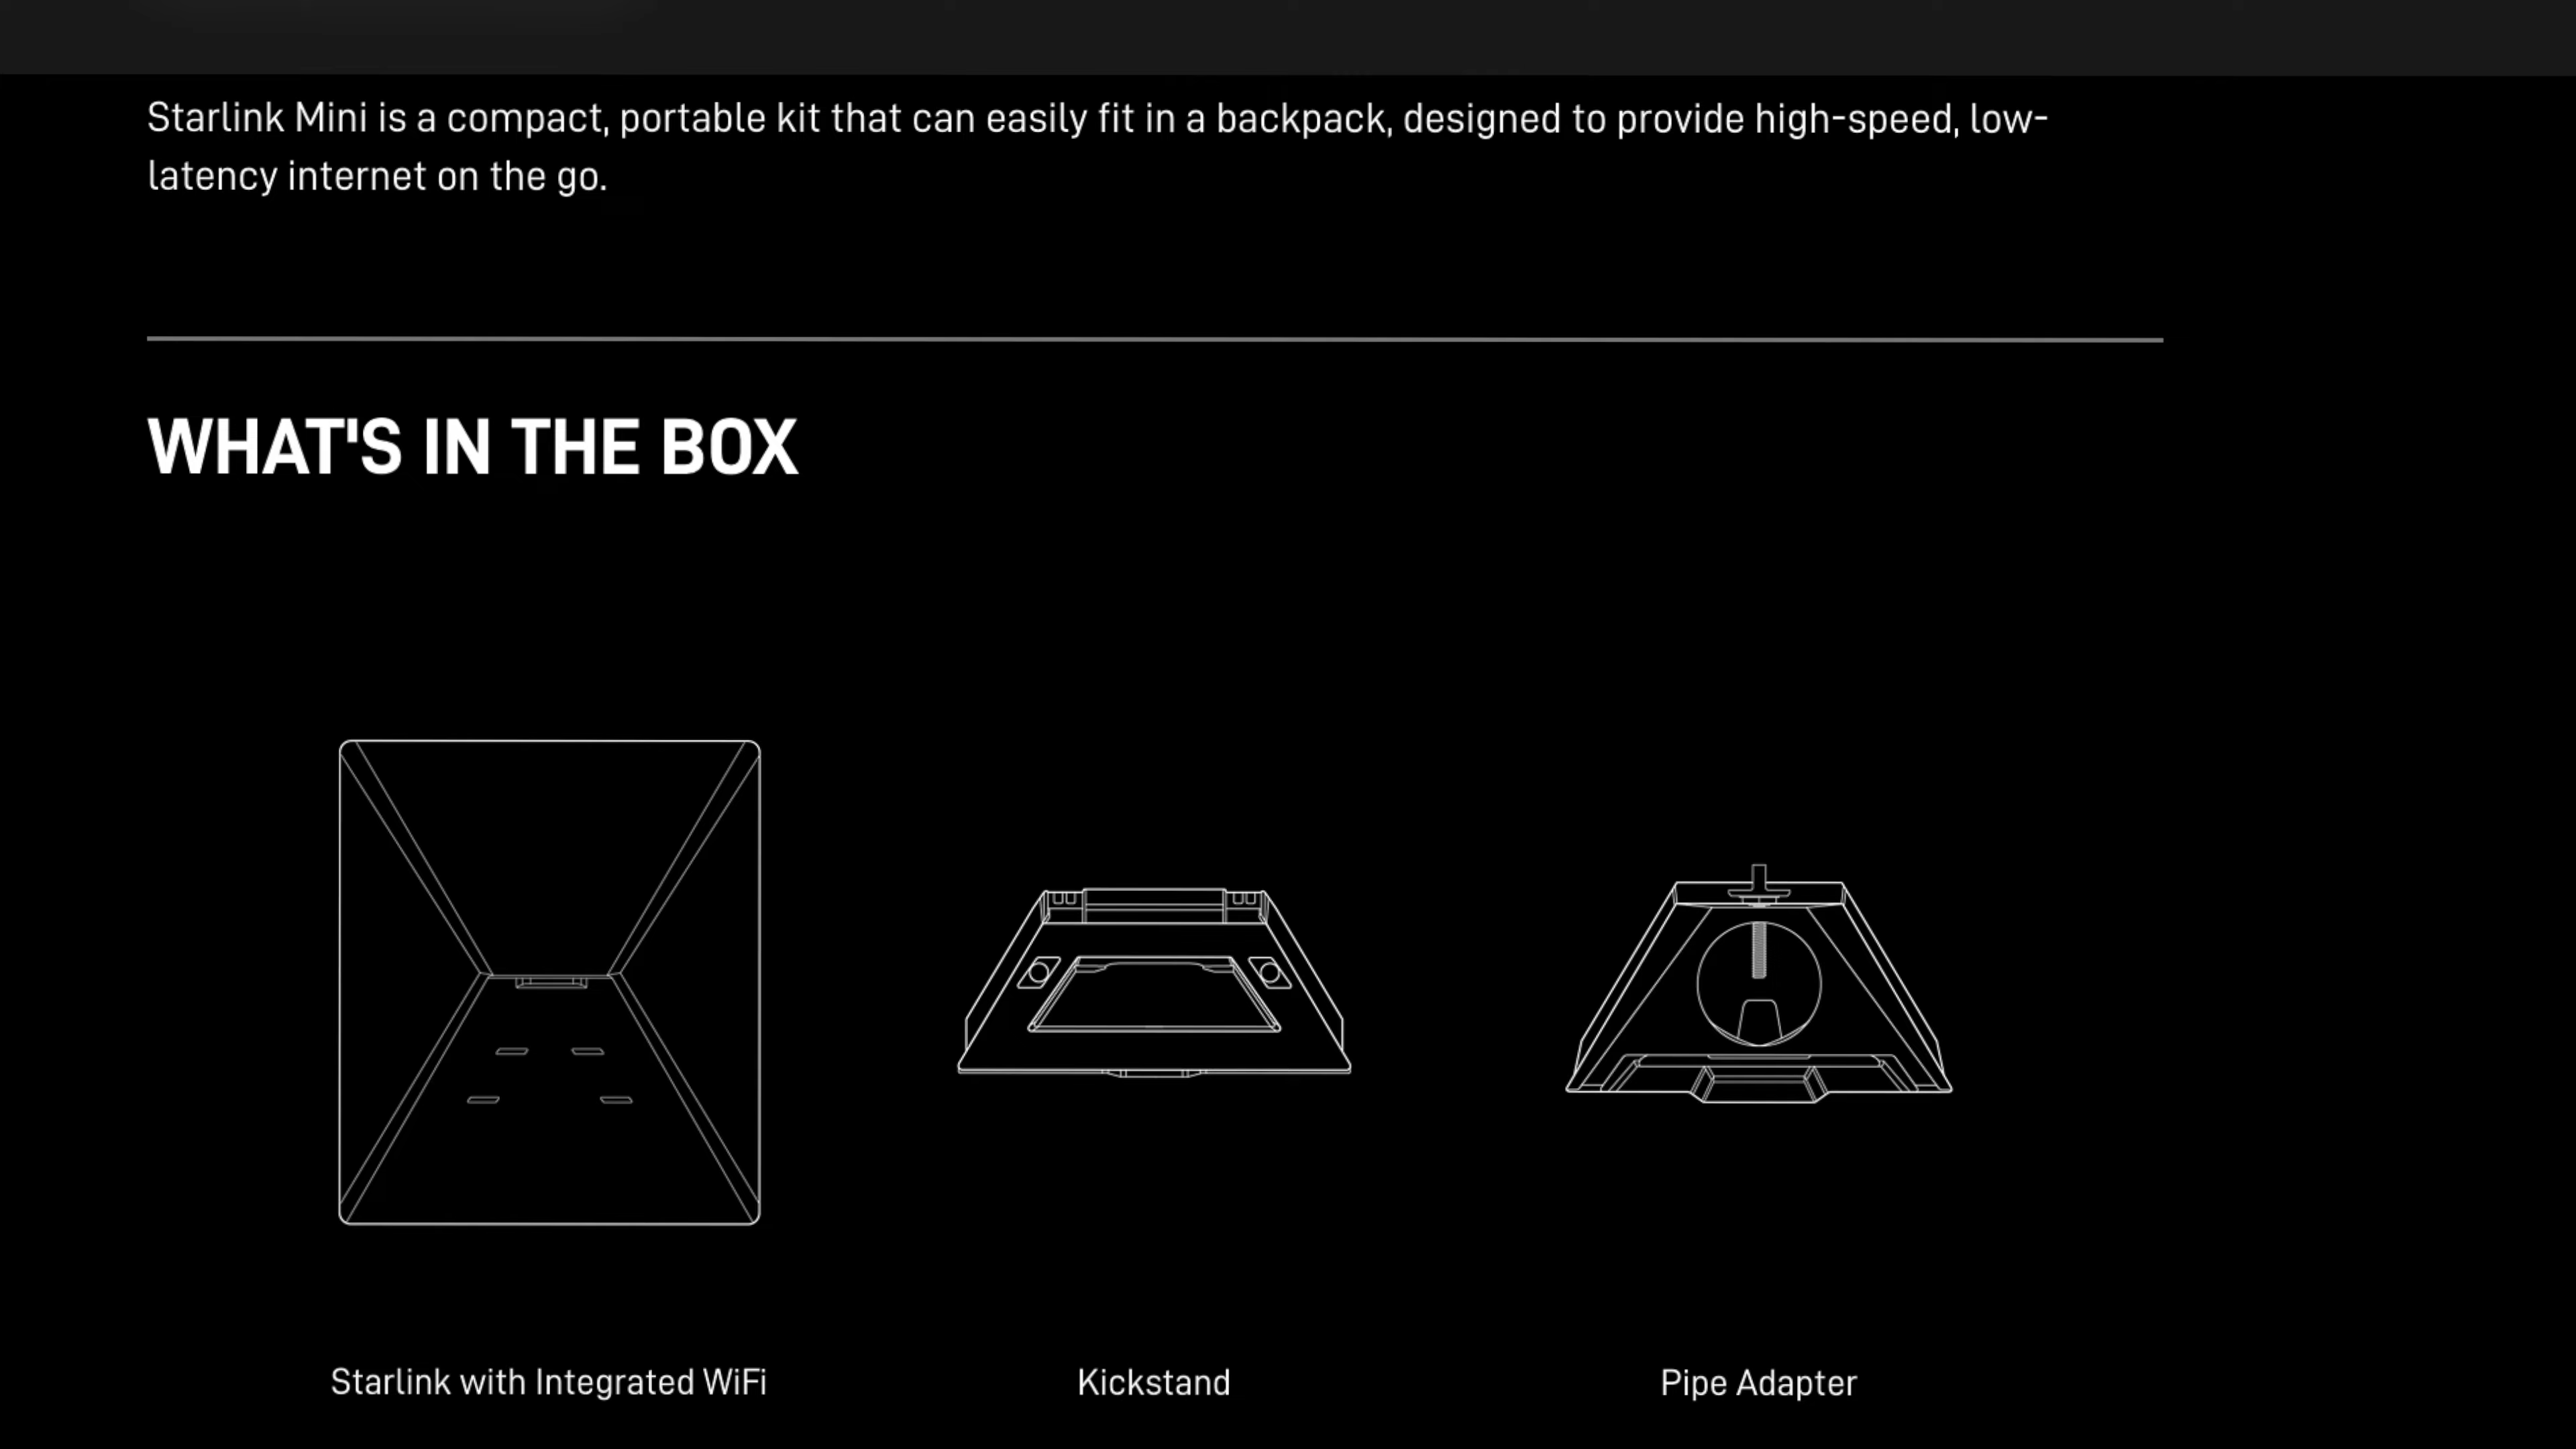 Starlink Mini is a compact, portable kit that can easily fit in a backpack, designed to provide high-speed, low-
latency internet on the go.
WHAT'S IN THE BOX
Starlink with Integrated WiFi
Kickstand
Pipe Adapter